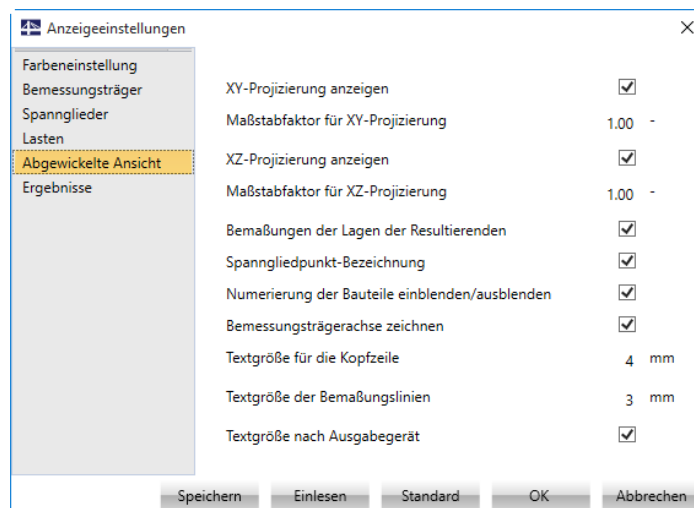 Anzeigeeinstellungen
Farbeneinstellung
Bemessungsträger
Spannglieder
Lasten
Abgewickelte Ansicht
Ergebnisse
XY-Projizierung anzeigen
Maßstabfaktor für XY-Projizierung 1.00 -
XZ-Projizierung anzeigen
Maßstabfaktor für XZ-Projizierung 1.00 -
Bemaßungen der Lagen der Resultierenden
Spanngliedpunkt-Bezeichnung
Numerierung der Bauteile einblenden/ausblenden
Bemessungsträgerachse zeichnen
Textgröße für die Kopfzeile 4 mm
Textgröße der Bemaßungslinien 3 mm
Textgröße nach Ausgabegerät
Speichern Einlesen Standard OK Abbrechen